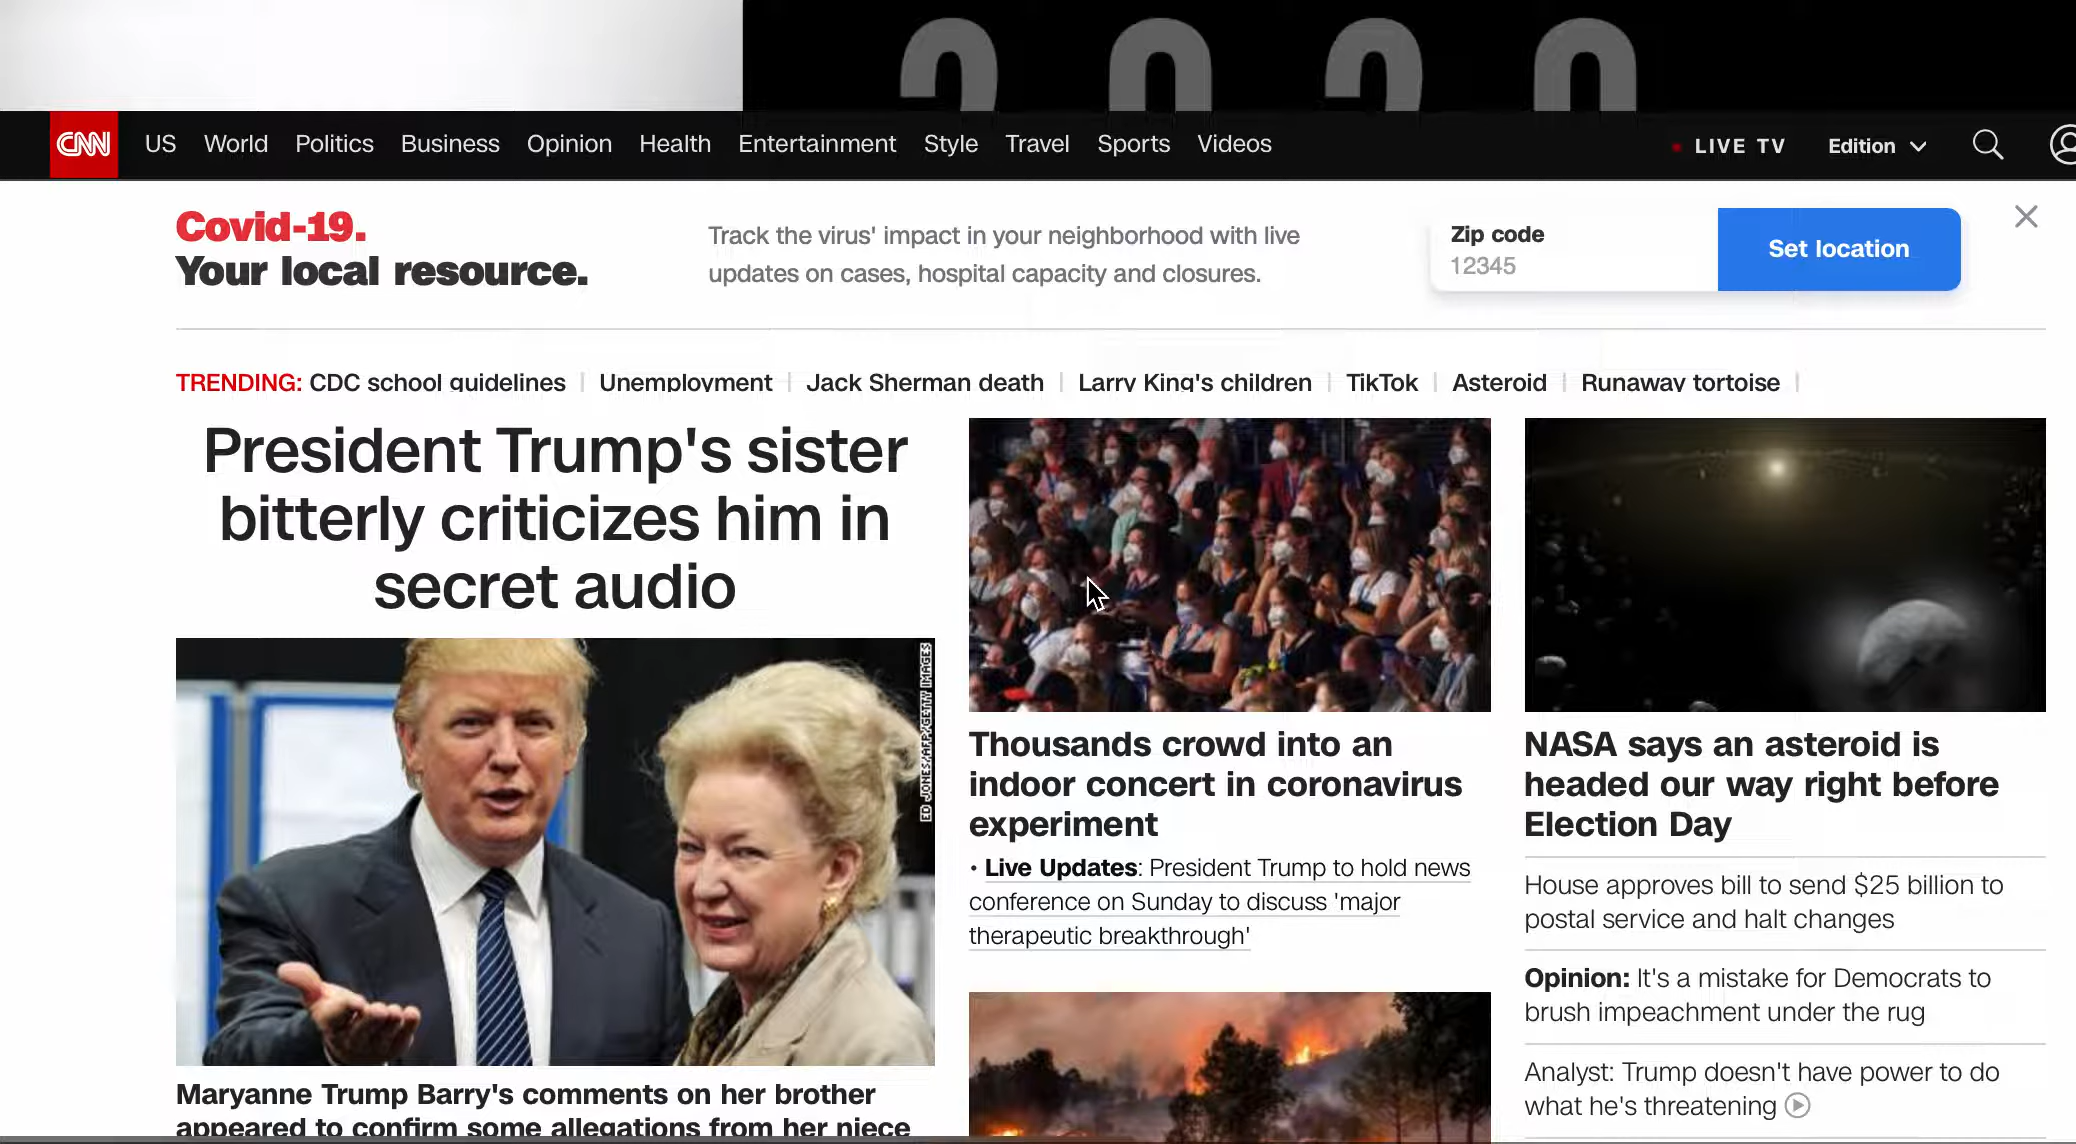 2020
CNN
US World Politics Business Opinion Health Entertainment Style Travel Sports Videos
LIVE TV Edition
Covid-19.
Your local resource.
Track the virus' impact in your neighborhood with live
updates on cases, hospital capacity and closures.
Zip code
12345
Set location
TRENDING: CDC school guidelines | Unemployment | Jack Sherman death | Larry King's children | TikTok | Asteroid | Runaway tortoise |
President Trump's sister
bitterly criticizes him in
secret audio
ED JONES/AFP/GETTY IMAGES
Maryanne Trump Barry's comments on her brother
appeared to confirm some allegations from her niece
Thousands crowd into an
indoor concert in coronavirus
experiment
• Live Updates: President Trump to hold news
conference on Sunday to discuss 'major
therapeutic breakthrough'
NASA says an asteroid is
headed our way right before
Election Day
House approves bill to send $25 billion to
postal service and halt changes
Opinion: It's a mistake for Democrats to
brush impeachment under the rug
Analyst: Trump doesn't have power to do
what he's threatening